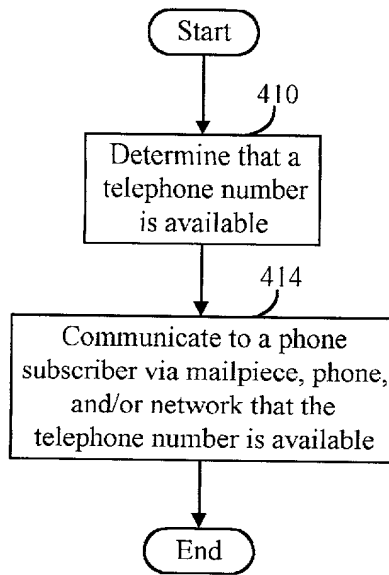 Start
410
Determine that a
telephone number
is available
414
Communicate to a phone
subscriber via mailpiece, phone,
and/or network that the
telephone number is available
End